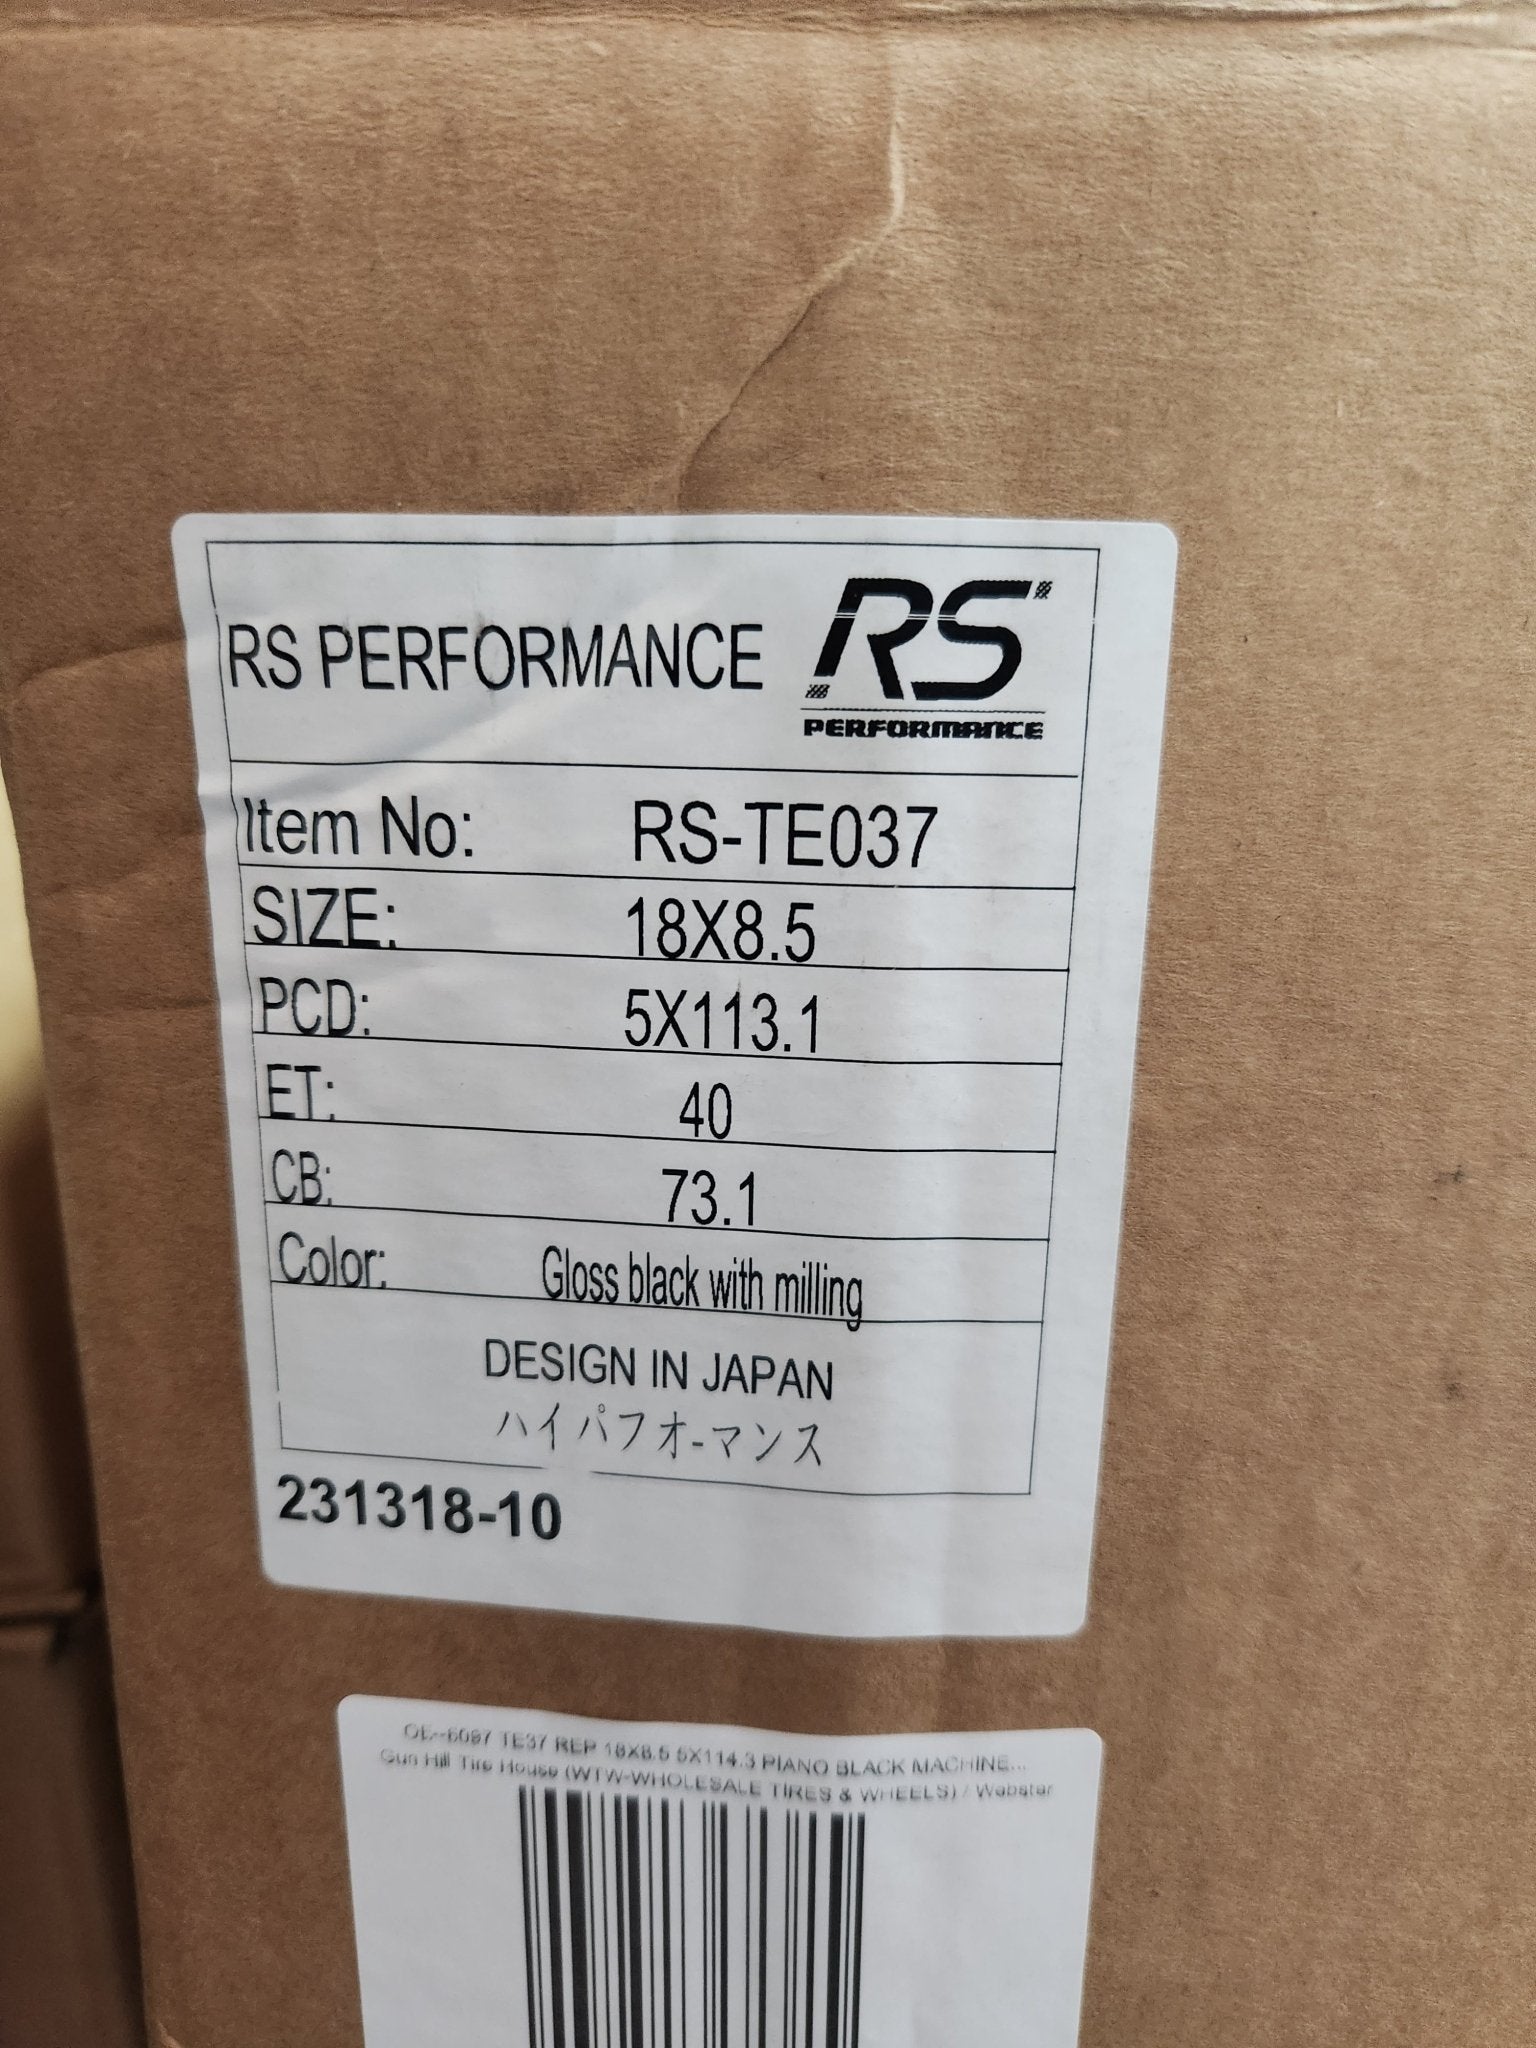 RS PERFORMANCE
RS
PERFORMANCE
Item No: RS-TE037
SIZE: 18X8.5
PCD: 5X113.1
ET: 40
CB: 73.1
Color: Gloss black with milling
DESIGN IN JAPAN
ハイパフオ-マンス
231318-10
OE--6097 TE37 REP 18X8.5 5X114.3 PIANO BLACK MACHINE...
Gun Hill Tire House (WTW-WHOLESALE TIRES & WHEELS) / Webster